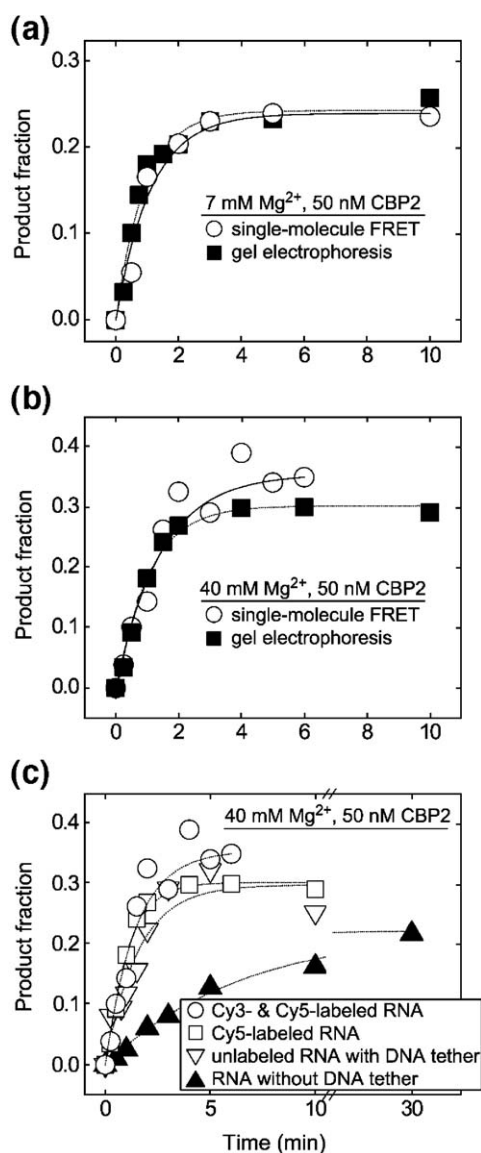 (a)
0.3
0.2
0.1
0.0
Product fraction
7 mM Mg²⁺, 50 nM CBP2
single-molecule FRET
gel electrophoresis
0 2 4 6 8 10
(b)
0.4
0.3
0.2
0.1
0.0
Product fraction
40 mM Mg²⁺, 50 nM CBP2
single-molecule FRET
gel electrophoresis
0 2 4 6 8 10
(c)
0.4
0.3
0.2
0.1
0.0
Product fraction
40 mM Mg²⁺, 50 nM CBP2
Cy3- & Cy5-labeled RNA
Cy5-labeled RNA
unlabeled RNA with DNA tether
RNA without DNA tether
0 5 10 30
Time (min)